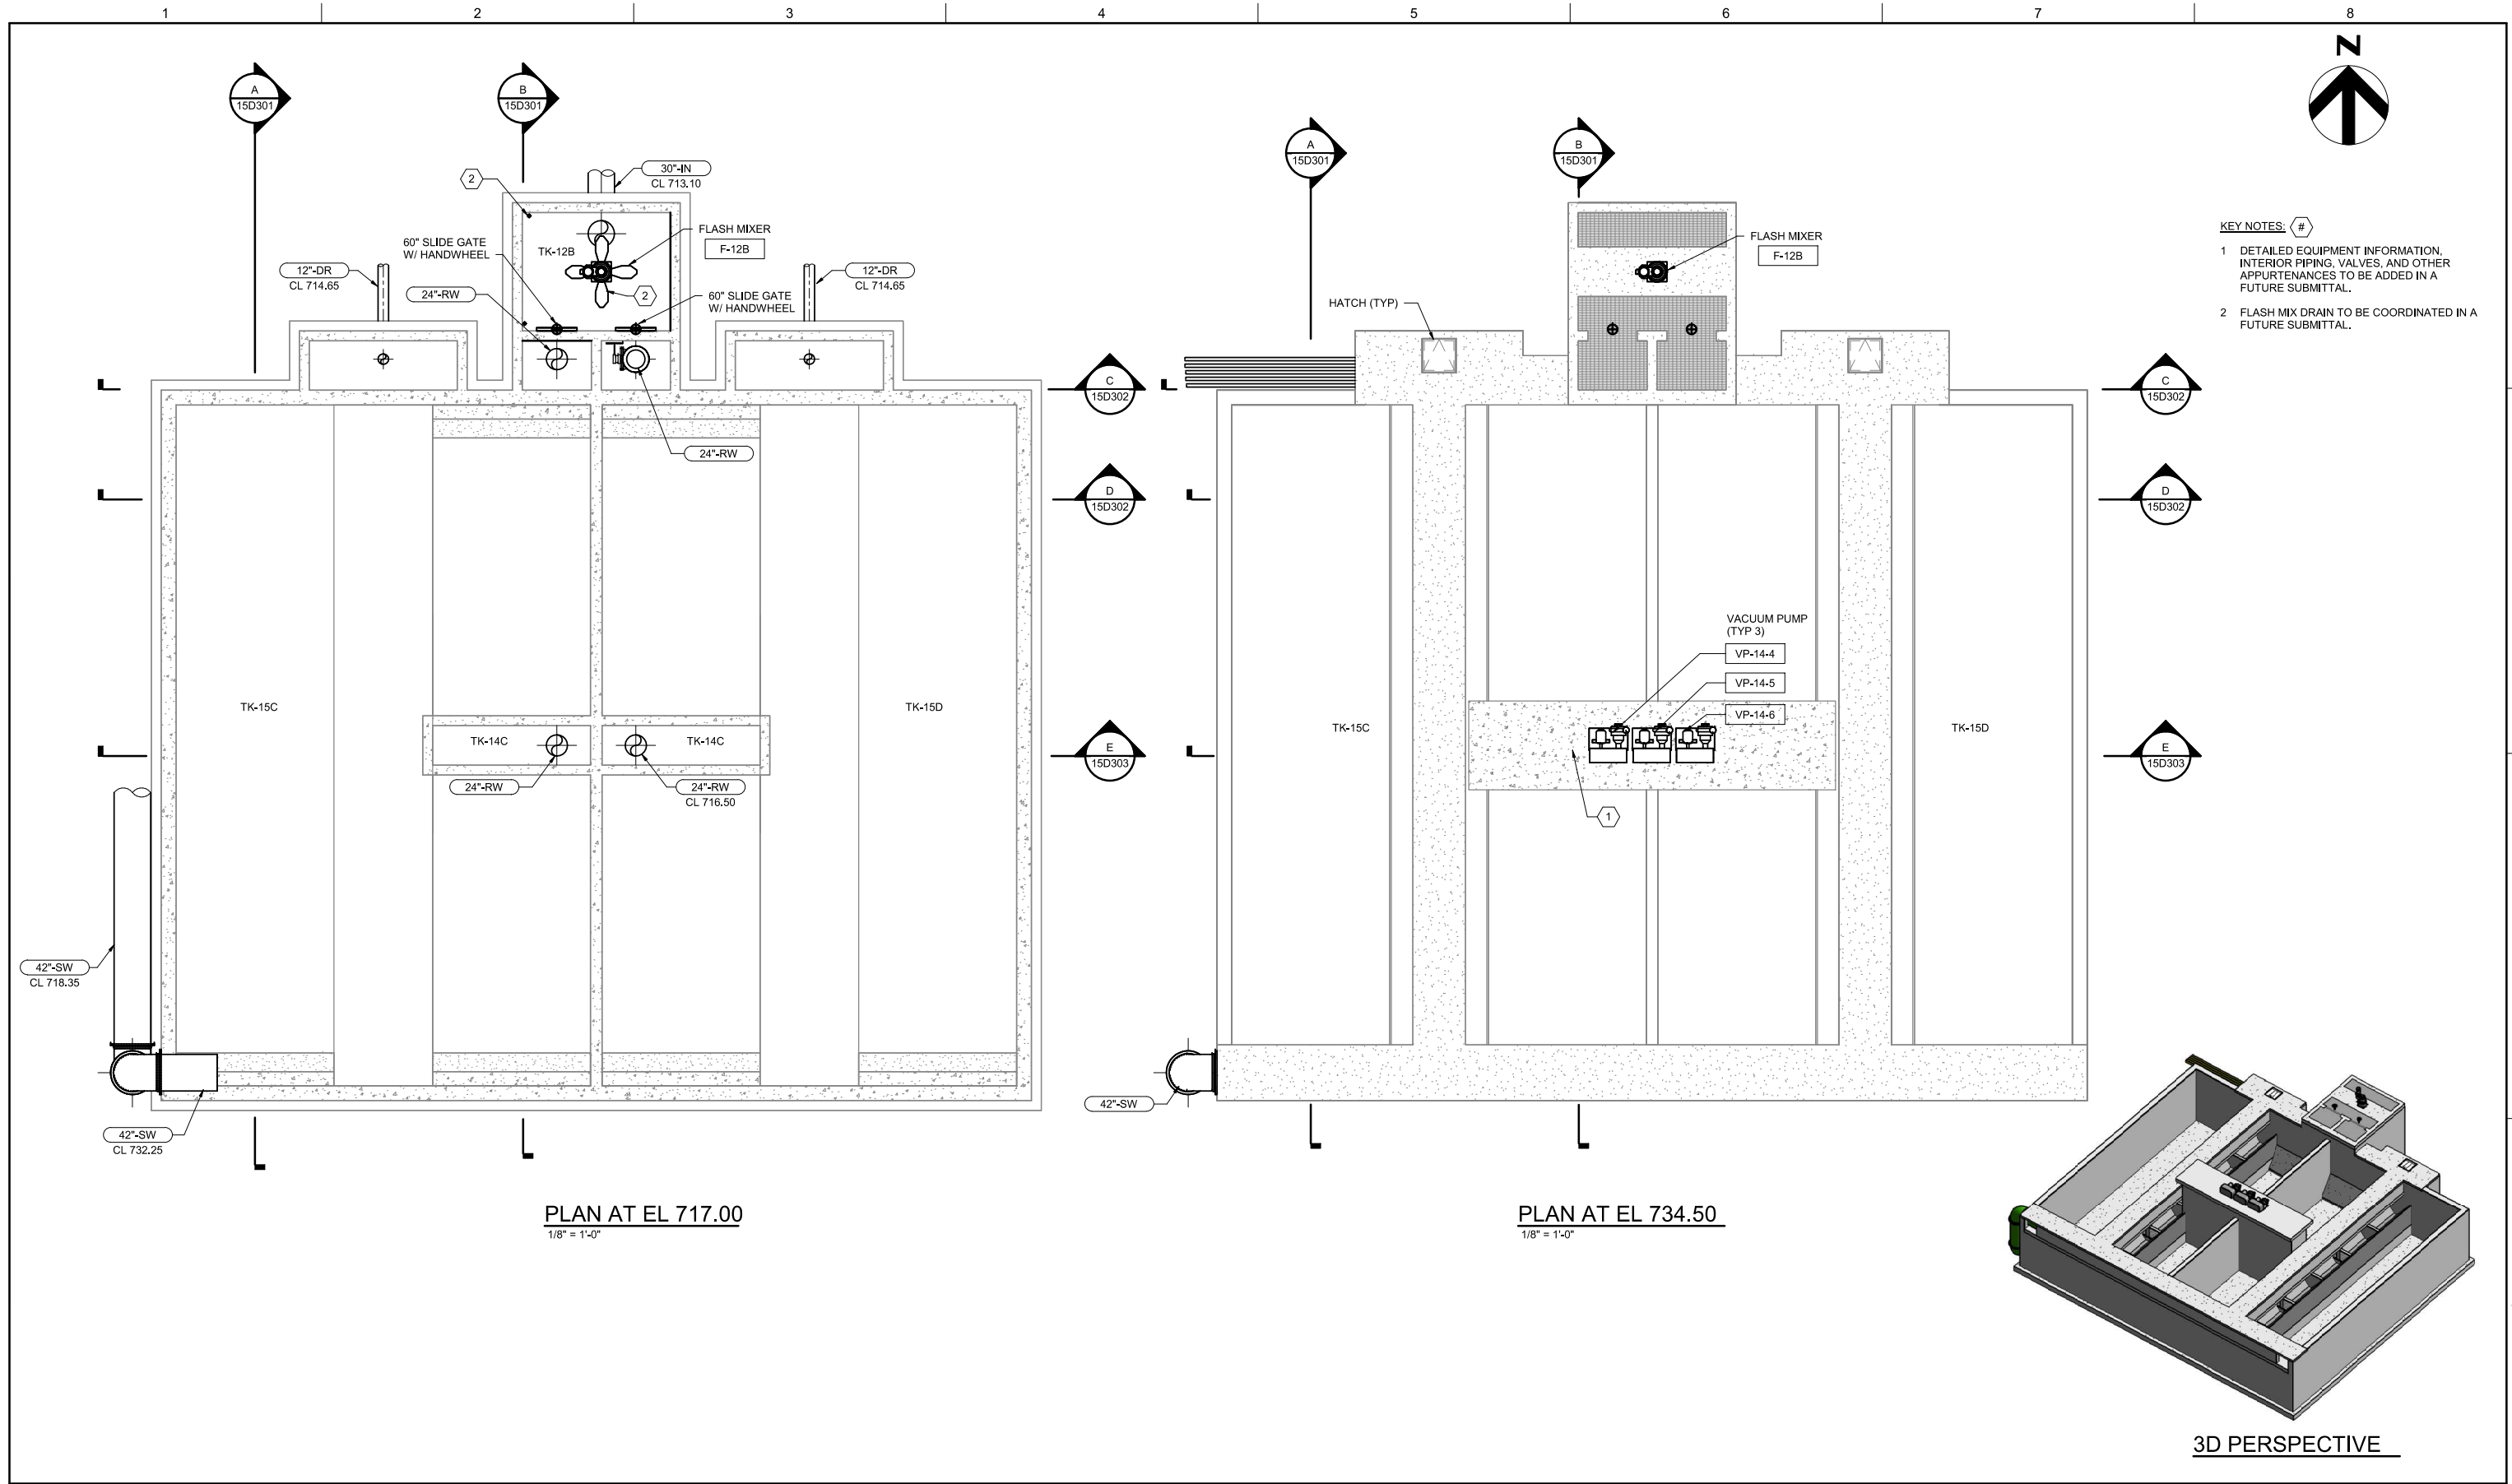 1
2
3
4
5
6
7
8
A
15D301
B
15D301
2
30"-IN
CL 713.10
60" SLIDE GATE
W/ HANDWHEEL
TK-12B
FLASH MIXER
F-12B
12"-DR
CL 714.65
24"-RW
2
60" SLIDE GATE
W/ HANDWHEEL
12"-DR
CL 714.65
C
15D302
24"-RW
D
15D302
TK-15C
TK-15D
TK-14C
TK-14C
E
15D303
24"-RW
24"-RW
CL 716.50
42"-SW
CL 718.35
42"-SW
CL 732.25
PLAN AT EL 717.00
1/8" = 1'-0"
A
15D301
B
15D301
FLASH MIXER
F-12B
HATCH (TYP)
C
15D302
D
15D302
VACUUM PUMP
(TYP 3)
VP-14-4
VP-14-5
VP-14-6
TK-15C
TK-15D
E
15D303
1
42"-SW
PLAN AT EL 734.50
1/8" = 1'-0"
N
KEY NOTES: #
1 DETAILED EQUIPMENT INFORMATION,
INTERIOR PIPING, VALVES, AND OTHER
APPURTENANCES TO BE ADDED IN A
FUTURE SUBMITTAL.
2 FLASH MIX DRAIN TO BE COORDINATED IN A
FUTURE SUBMITTAL.
3D PERSPECTIVE